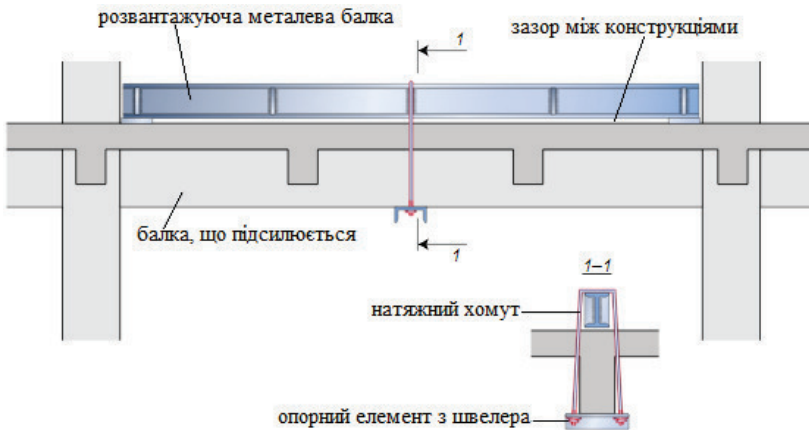 розвантажуюча металева балка
1
зазор між конструкціями
балка, що підсилюється
1
1–1
натяжний хомут
опорний елемент з швелера